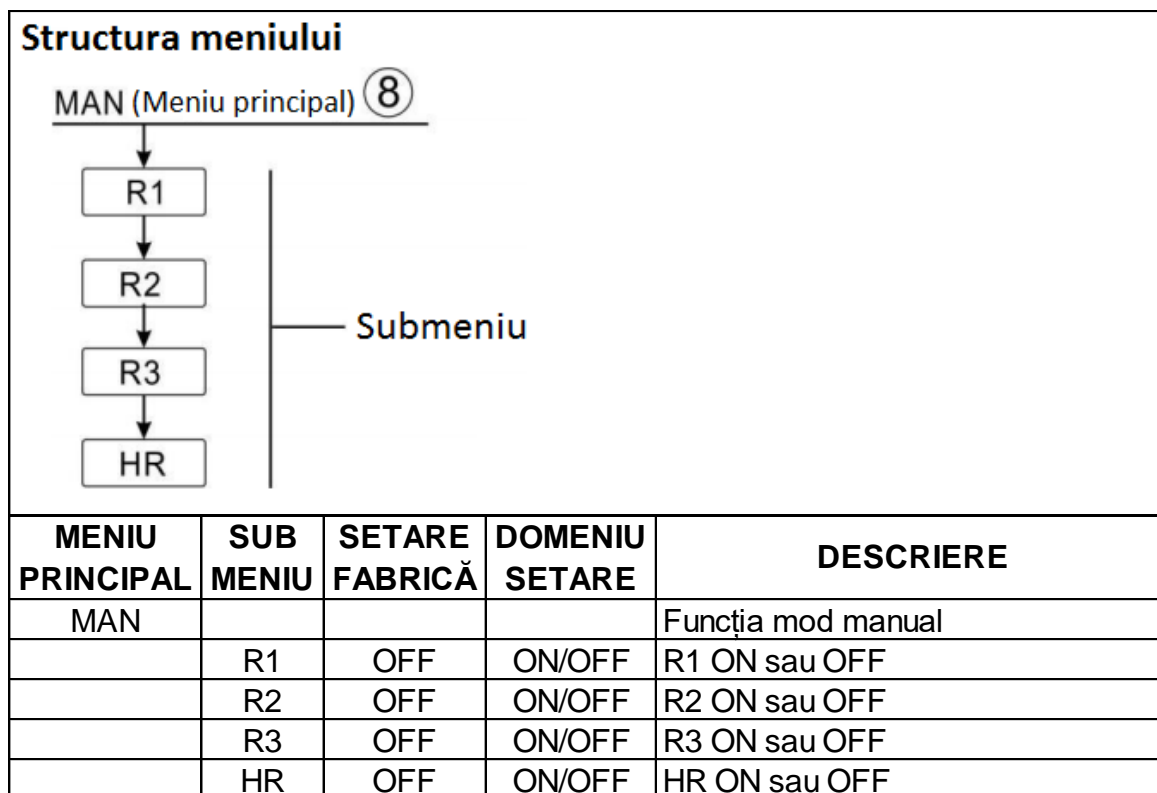 Structura meniului
MAN (Meniu principal) 8
R1
R2
R3
HR
Submeniu
MENIU PRINCIPAL SUB MENIU SETARE FABRICĂ DOMENIU SETARE DESCRIERE
MAN Funcția mod manual
R1 OFF ON/OFF R1 ON sau OFF
R2 OFF ON/OFF R2 ON sau OFF
R3 OFF ON/OFF R3 ON sau OFF
HR OFF ON/OFF HR ON sau OFF